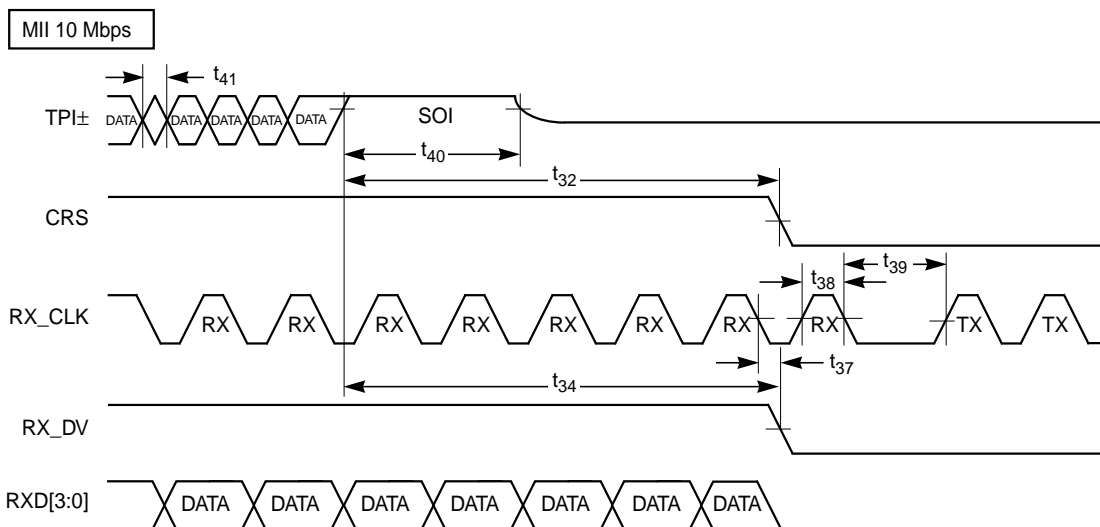 MII 10 Mbps
t41
TPI± DATA DATA DATA DATA DATA SOI
t40
t32
CRS
t38 t39
RX_CLK RX RX RX RX RX RX RX RX TX TX
t37
t34
RX_DV
RXD[3:0] DATA DATA DATA DATA DATA DATA DATA